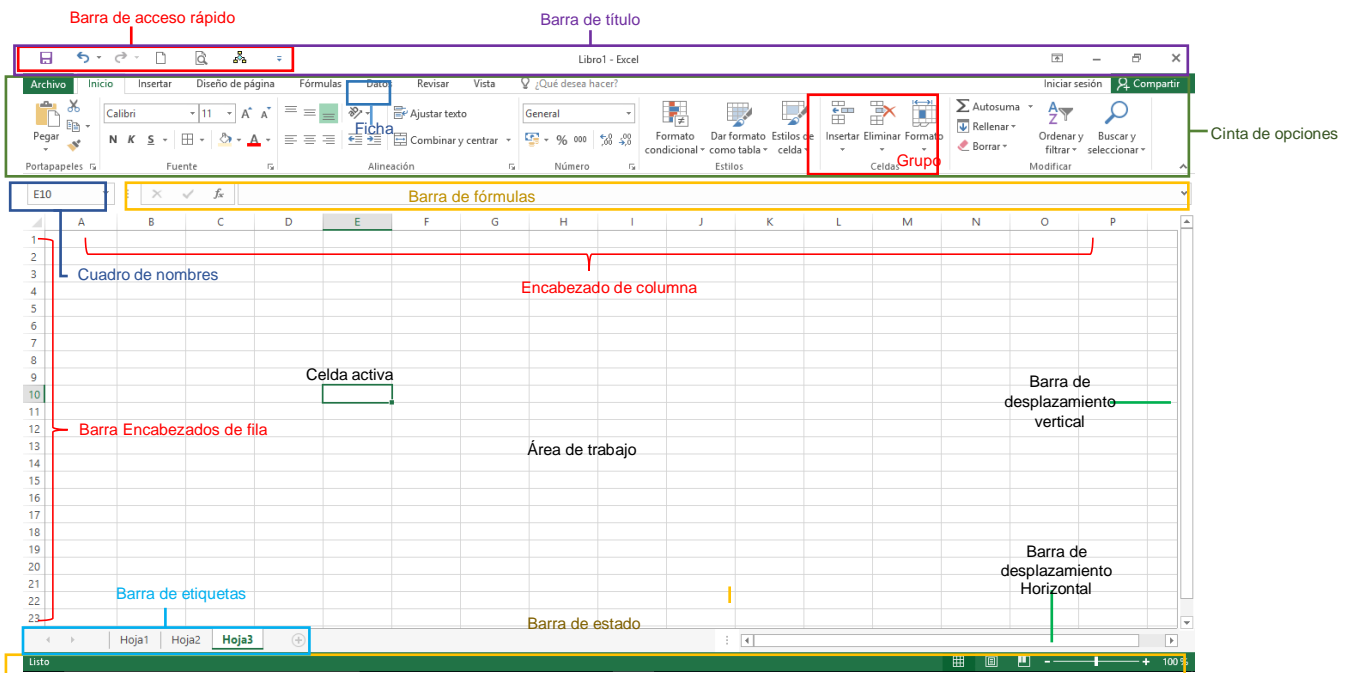 Barra de acceso rápido
Barra de título
Libro1 - Excel
Archivo Inicio Insertar Diseño de página Fórmulas Datos Revisar Vista ¿Qué desea hacer? Iniciar sesión Compartir
Calibri 11 Ajustar texto General Autosuma
Ficha
Pegar N K S A Combinar y centrar % 000 Formato condicional Dar formato como tabla Estilos de celda Insertar Eliminar Formato Rellenar Borrar Ordenar y filtrar Buscar y seleccionar
Cinta de opciones
Grupo
Portapapeles Fuente Alineación Número Estilos Celdas Modificar
E10 fx Barra de fórmulas
A B C D E F G H I J K L M N O P
1
2
3 Cuadro de nombres
4 Encabezado de columna
5
6
7
8
9 Celda activa
10 Barra de desplazamiento vertical
11
12 Barra Encabezados de fila
13 Área de trabajo
14
15
16
17
18
19 Barra de desplazamiento Horizontal
20
21
22 Barra de etiquetas
23 Barra de estado
Hoja1 Hoja2 Hoja3
Listo 100 %